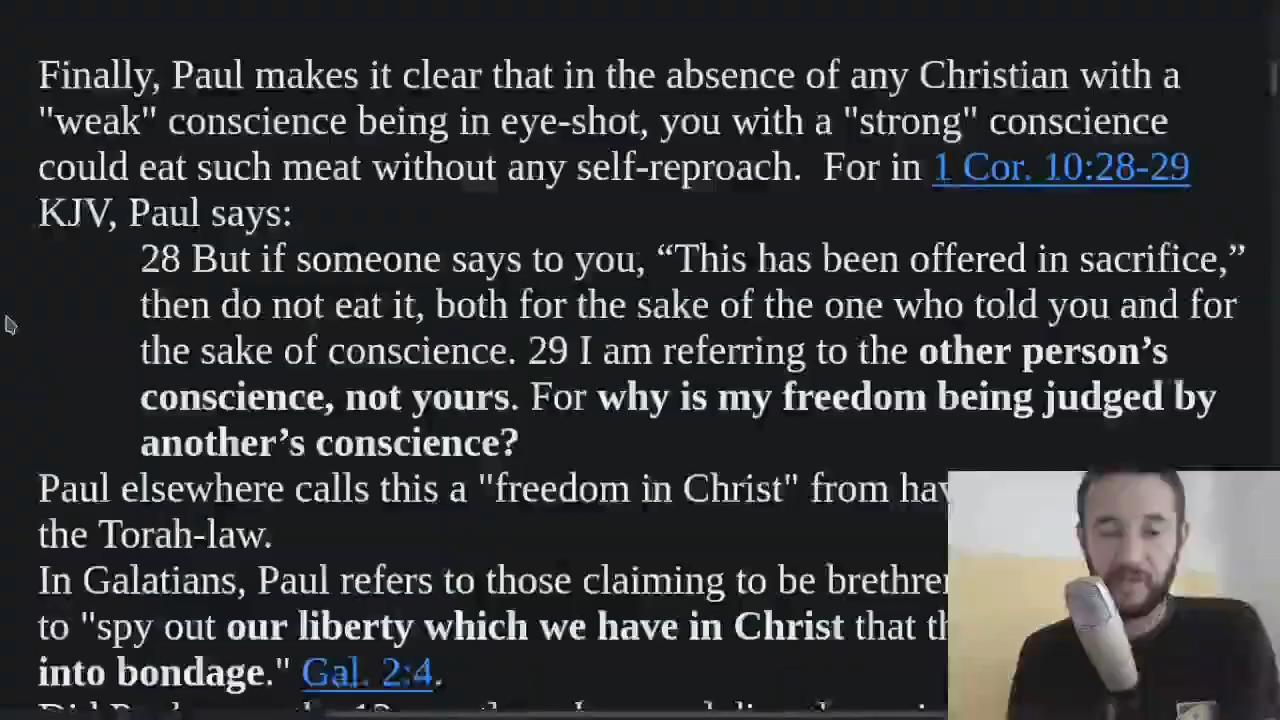 Finally, Paul makes it clear that in the absence of any Christian with a
"weak" conscience being in eye-shot, you with a "strong" conscience
could eat such meat without any self-reproach.  For in 1 Cor. 10:28-29
KJV, Paul says:
28 But if someone says to you, “This has been offered in sacrifice,”
then do not eat it, both for the sake of the one who told you and for
the sake of conscience. 29 I am referring to the other person’s
conscience, not yours. For why is my freedom being judged by
another’s conscience?
Paul elsewhere calls this a "freedom in Christ" from
the Torah-law.
In Galatians, Paul refers to those claiming to be
to "spy out our liberty which we have in Christ that
into bondage." Gal. 2:4.